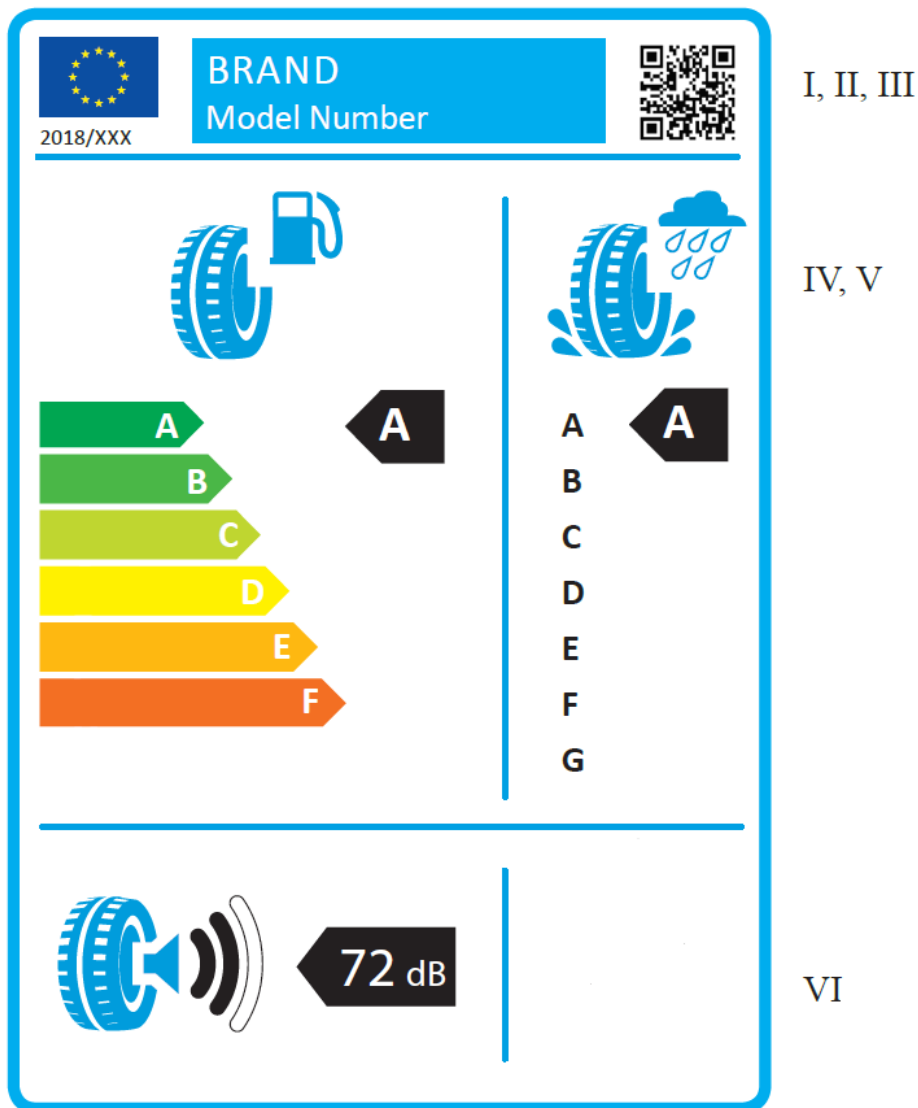 BRAND
Model Number
2018/XXX
I, II, III
IV, V
A
A
B
C
D
E
F
A
A
B
C
D
E
F
G
72 dB
VI